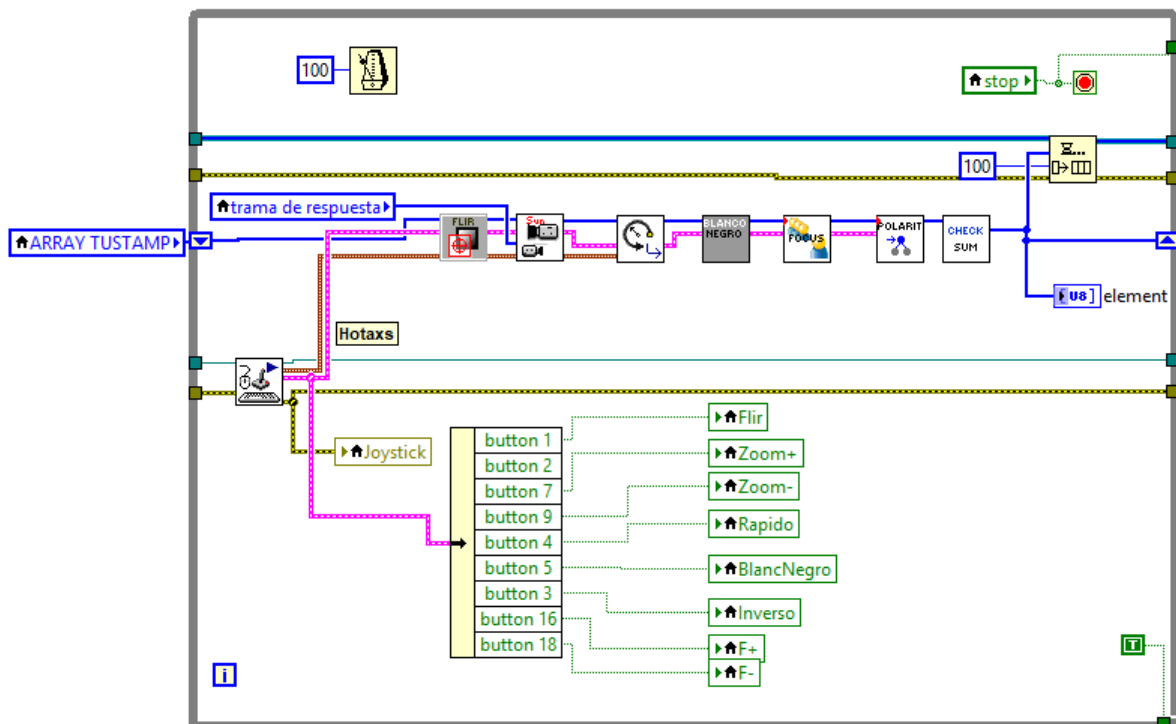 100
stop
Σ...
100
trama de respuesta
ARRAY TUSTAMP
FLIR
BLANCO
NEGRO
FOCUS
POLARIT
CHECK
SUM
[U8]
element
Hotaxs
Joystick
button 1
button 2
button 7
button 9
button 4
button 5
button 3
button 16
button 18
Flir
Zoom+
Zoom-
Rapido
BlancNegro
Inverso
F+
F-
T
i